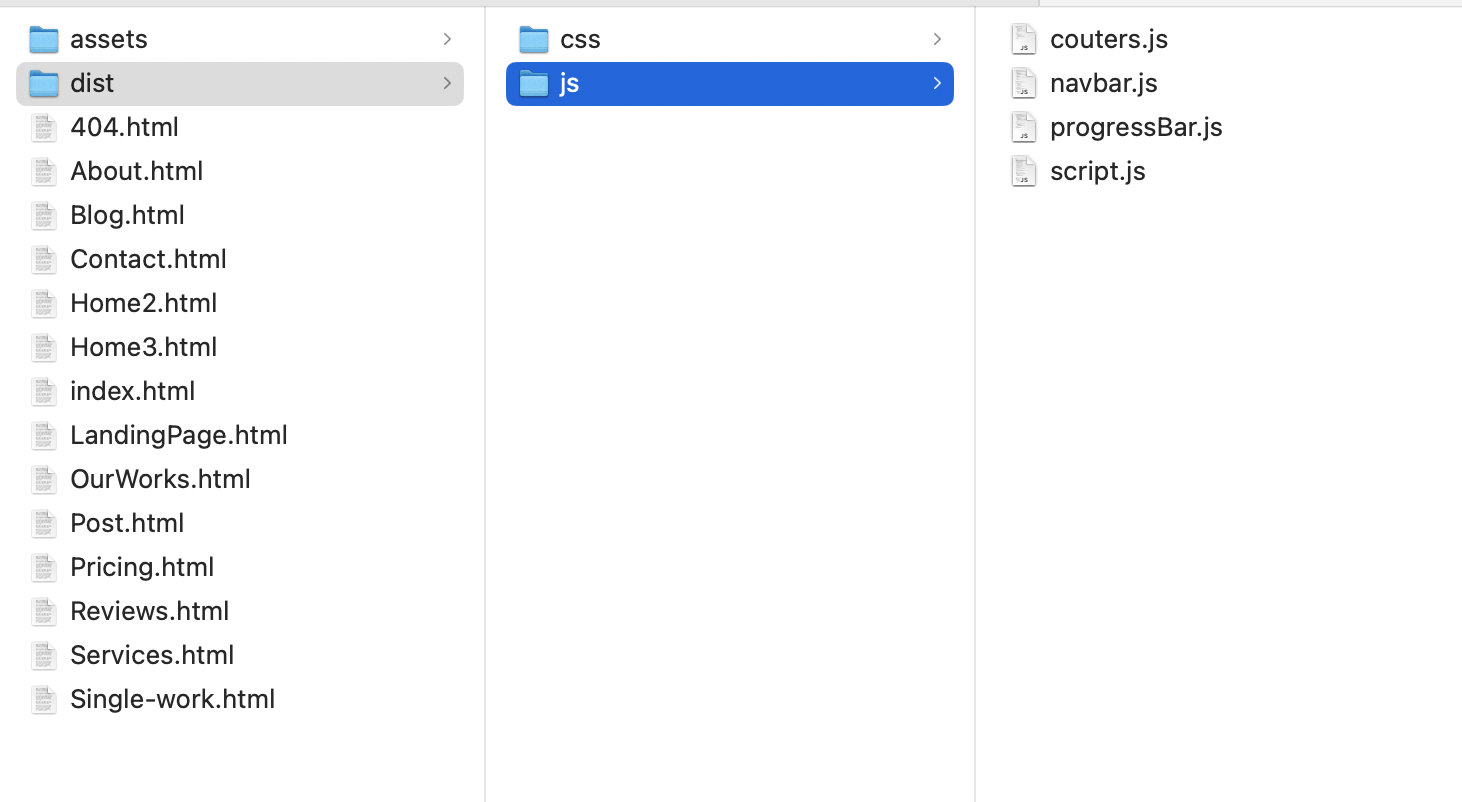 assets
dist
404.html
About.html
Blog.html
Contact.html
Home2.html
Home3.html
index.html
LandingPage.html
OurWorks.html
Post.html
Pricing.html
Reviews.html
Services.html
Single-work.html
css
js
couters.js
navbar.js
progressBar.js
script.js